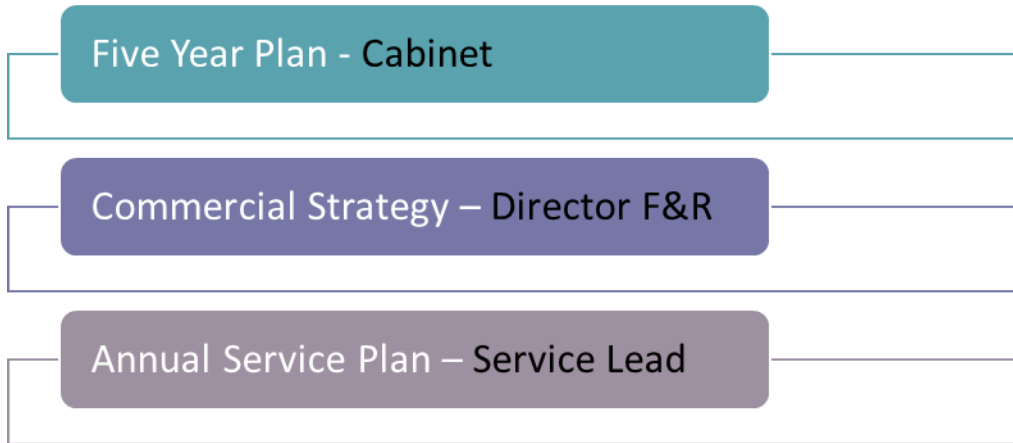 Five Year Plan - Cabinet
Commercial Strategy – Director F&R
Annual Service Plan – Service Lead